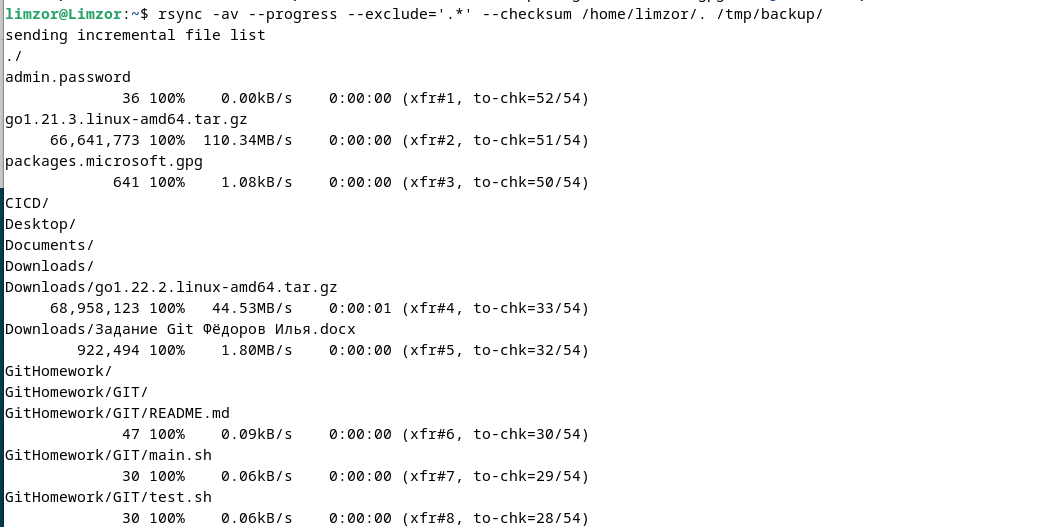 limzor@Limzor:~$ rsync -av --progress --exclude='.*' --checksum /home/limzor/. /tmp/backup/
sending incremental file list
./
admin.password
36 100% 0.00kB/s 0:00:00 (xfr#1, to-chk=52/54)
go1.21.3.linux-amd64.tar.gz
66,641,773 100% 110.34MB/s 0:00:00 (xfr#2, to-chk=51/54)
packages.microsoft.gpg
641 100% 1.08kB/s 0:00:00 (xfr#3, to-chk=50/54)
CICD/
Desktop/
Documents/
Downloads/
Downloads/go1.22.2.linux-amd64.tar.gz
68,958,123 100% 44.53MB/s 0:00:01 (xfr#4, to-chk=33/54)
Downloads/Задание Git Фёдоров Илья.docx
922,494 100% 1.80MB/s 0:00:00 (xfr#5, to-chk=32/54)
GitHomework/
GitHomework/GIT/
GitHomework/GIT/README.md
47 100% 0.09kB/s 0:00:00 (xfr#6, to-chk=30/54)
GitHomework/GIT/main.sh
30 100% 0.06kB/s 0:00:00 (xfr#7, to-chk=29/54)
GitHomework/GIT/test.sh
30 100% 0.06kB/s 0:00:00 (xfr#8, to-chk=28/54)